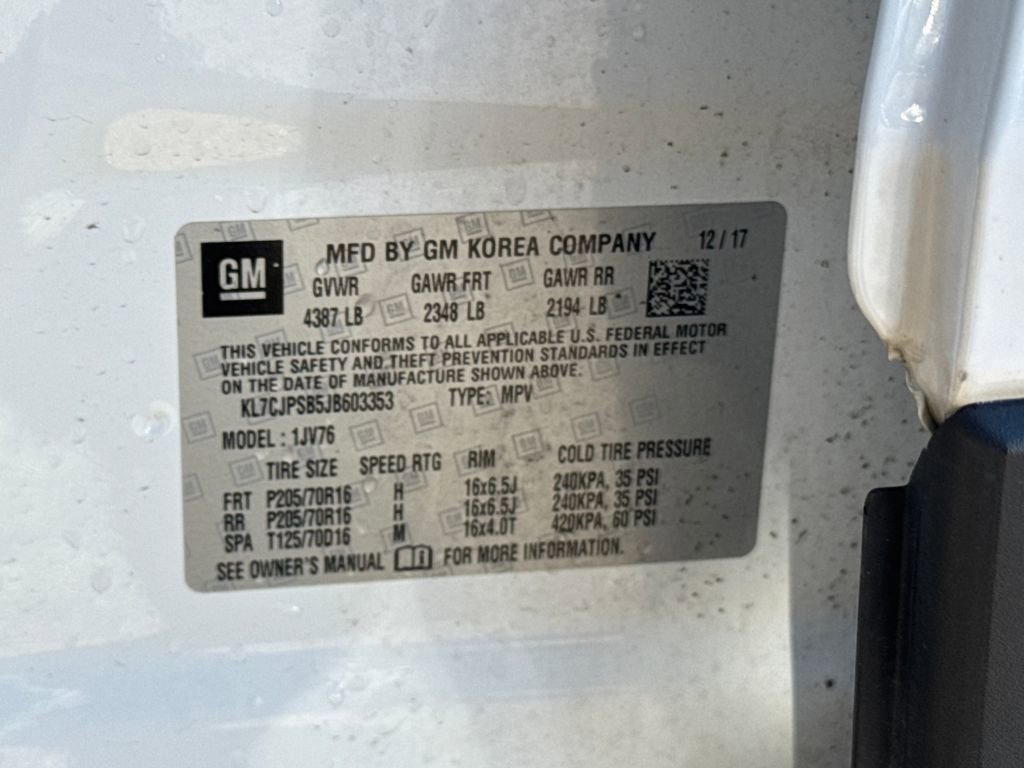 GM
MFD BY GM KOREA COMPANY 12/17
GVWR GAWR FRT GAWR RR
4387 LB 2348 LB 2194 LB
THIS VEHICLE CONFORMS TO ALL APPLICABLE U.S. FEDERAL MOTOR
VEHICLE SAFETY AND THEFT PREVENTION STANDARDS IN EFFECT
ON THE DATE OF MANUFACTURE SHOWN ABOVE.
KL7CJPSB5JB603353 TYPE: MPV
MODEL : 1JV76
TIRE SIZE SPEED RTG RIM COLD TIRE PRESSURE
FRT P205/70R16 H 16x6.5J 240KPA, 35 PSI
RR P205/70R16 H 16x6.5J 240KPA, 35 PSI
SPA T125/70D16 M 16x4.0T 420KPA, 60 PSI
SEE OWNER'S MANUAL FOR MORE INFORMATION.